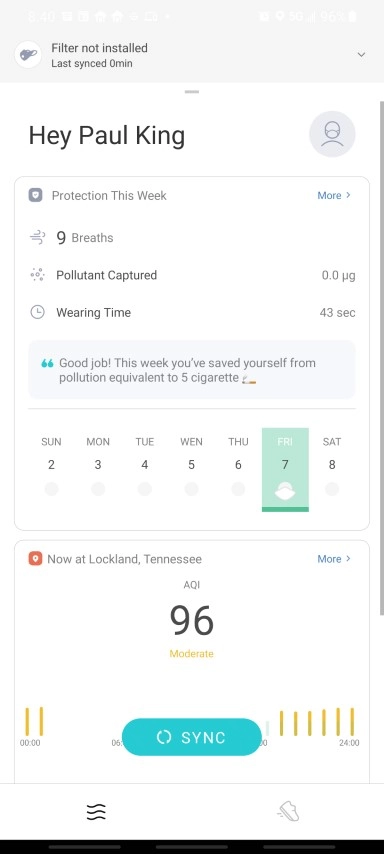 8:40
5G 96%
Filter not installed
Last synced 0min
Hey Paul King
Protection This Week
More
9 Breaths
Pollutant Captured
0.0 µg
Wearing Time
43 sec
Good job! This week you've saved yourself from
pollution equivalent to 5 cigarette
SUN MON TUE WEN THU FRI SAT
2 3 4 5 6 7 8
Now at Lockland, Tennessee
More
AQI
96
Moderate
SYNC
00:00
24:00